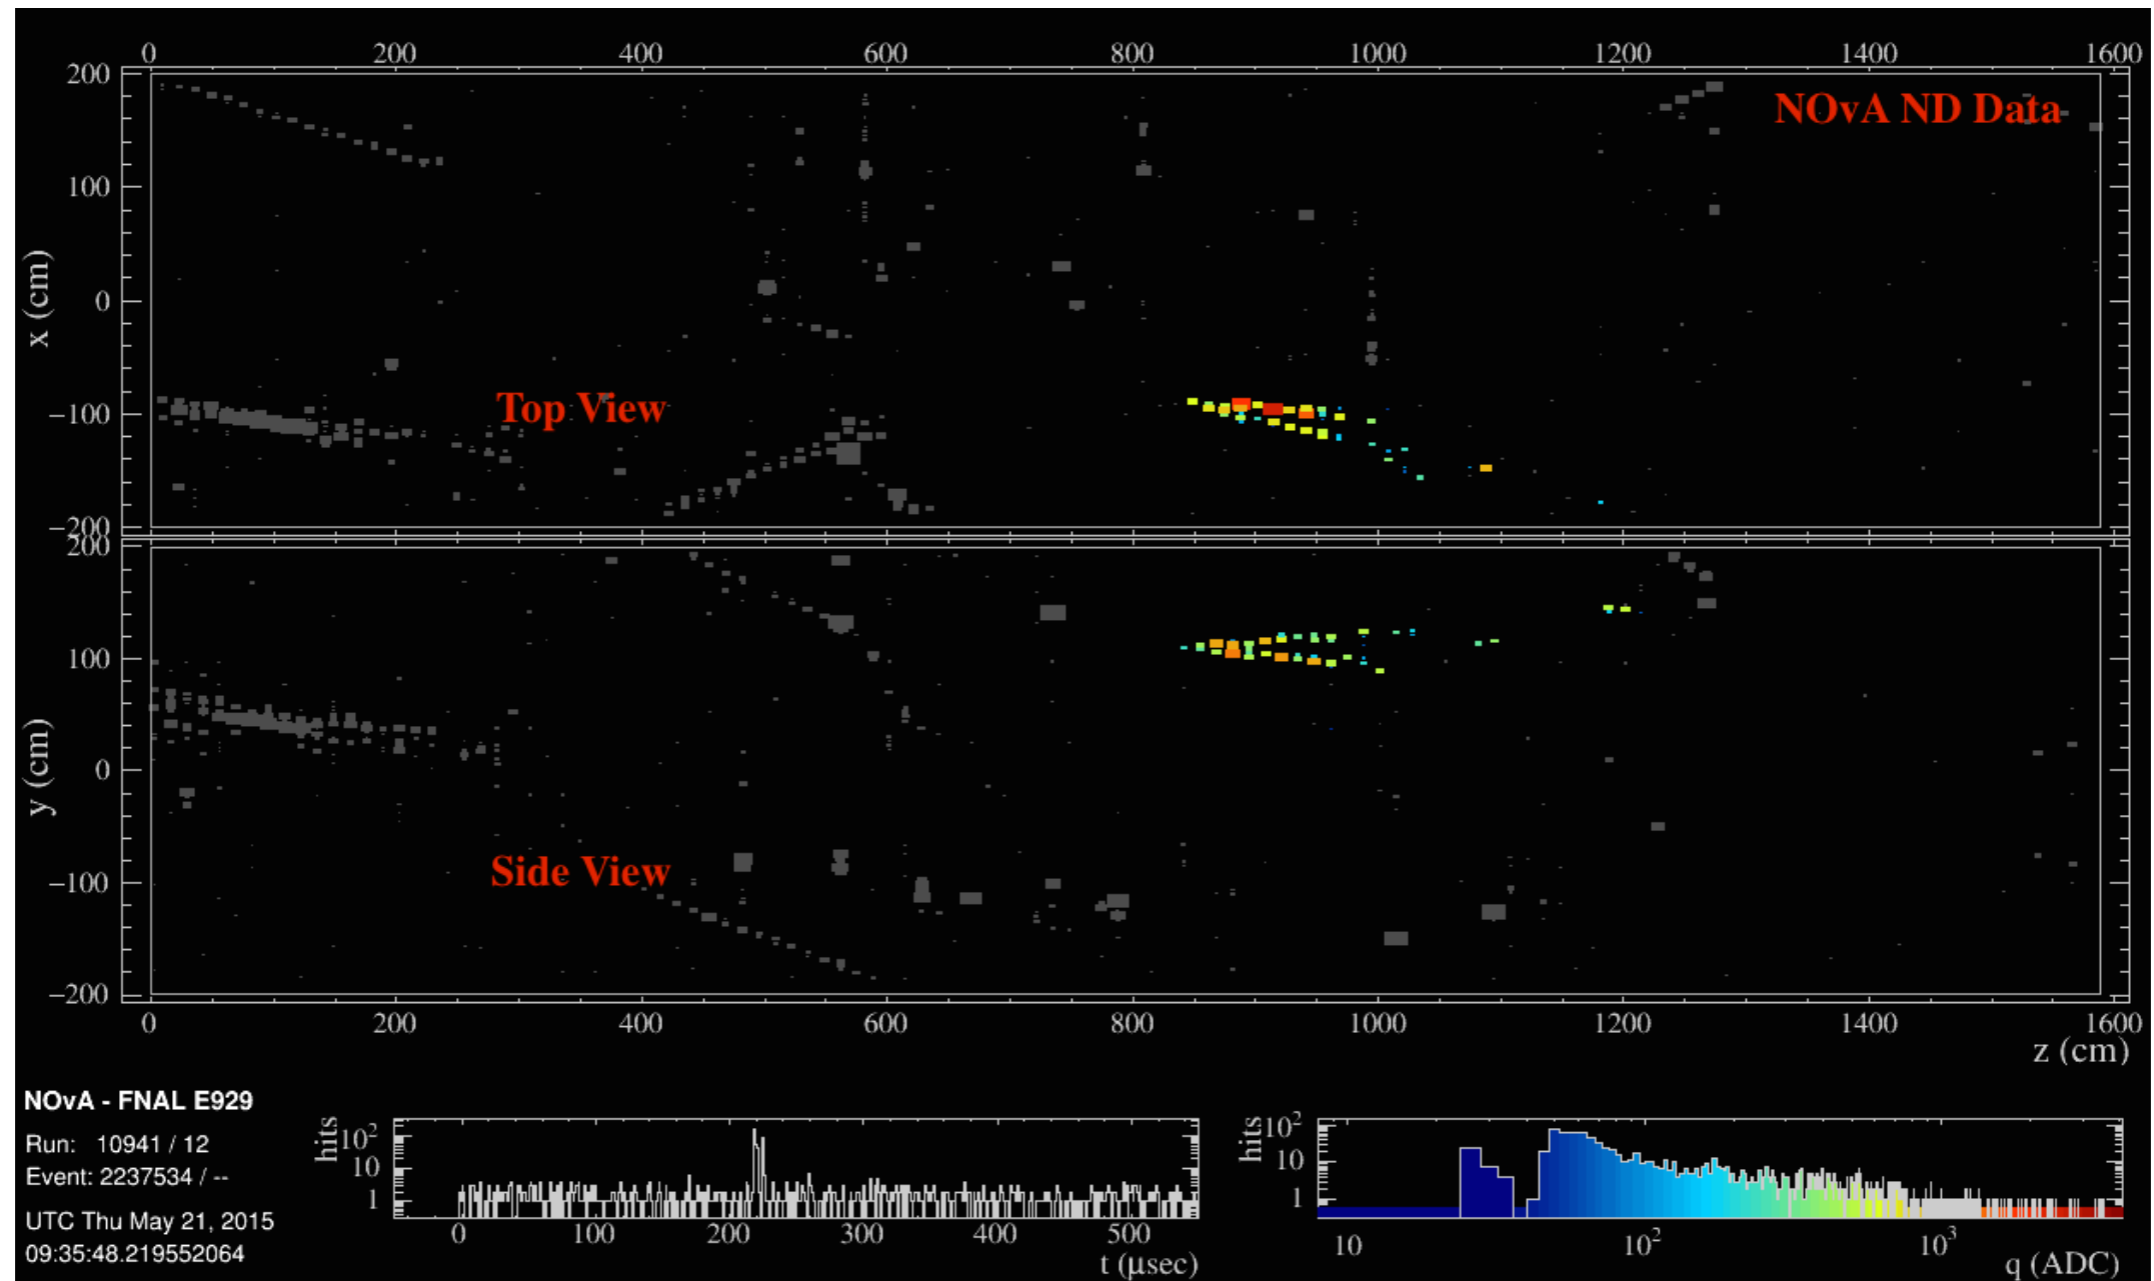 0 200 400 600 800 1000 1200 1400 1600
200
NOvA ND Data
100
x (cm)
0
Top View
−100
−200
200
100
y (cm)
0
Side View
−100
−200
0 200 400 600 800 1000 1200 1400 1600
z (cm)
NOvA - FNAL E929
Run: 10941 / 12
Event: 2237534 / --
UTC Thu May 21, 2015
09:35:48.219552064
hits
10²
10
1
0 100 200 300 400 500
t (μsec)
hits
10²
10
1
10 10² 10³
q (ADC)